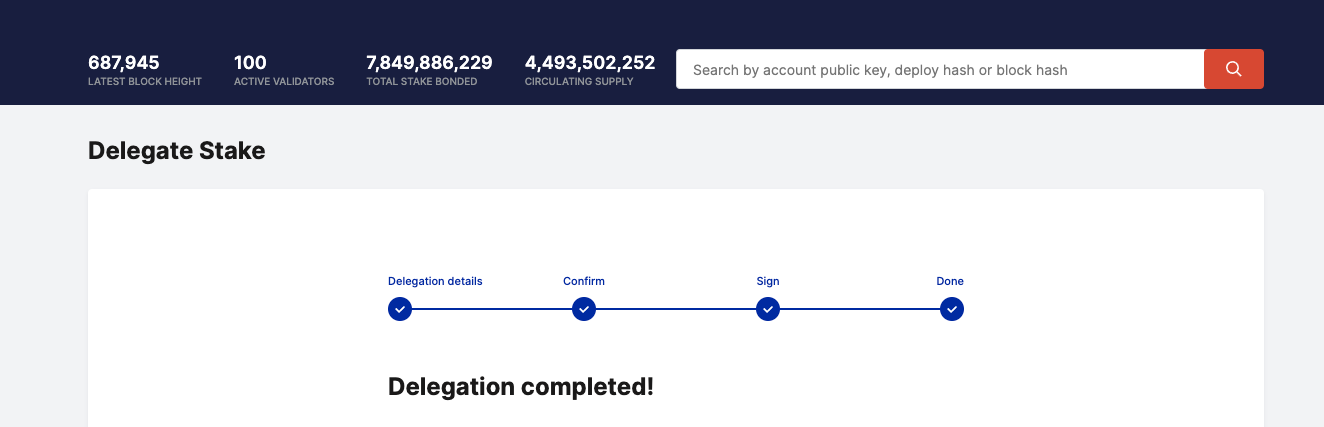 687,945 100 7,849,886,229 4,493,502,252
LATEST BLOCK HEIGHT ACTIVE VALIDATORS TOTAL STAKE BONDED CIRCULATING SUPPLY
Search by account public key, deploy hash or block hash
Delegate Stake
Delegation details Confirm Sign Done
Delegation completed!